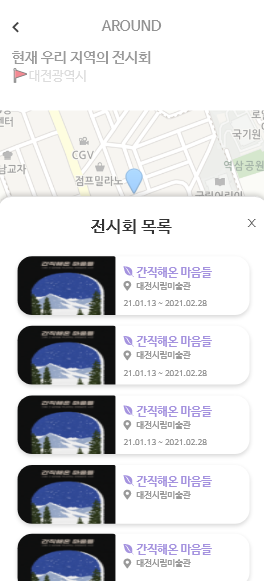 AROUND
현재 우리 지역의 전시회
대전광역시
센터
CGV
국기원
남교자
점프밀라노
역삼공원
국립어린이
전시회 목록
X
간직해온 마음들
간직해온 마음들
대전시립미술관
21.01.13 ~ 2021.02.28
간직해온 마음들
간직해온 마음들
대전시립미술관
21.01.13 ~ 2021.02.28
간직해온 마음들
간직해온 마음들
대전시립미술관
21.01.13 ~ 2021.02.28
간직해온 마음들
간직해온 마음들
대전시립미술관
간직해온 마음들
간직해온 마음들
대전시립미술관